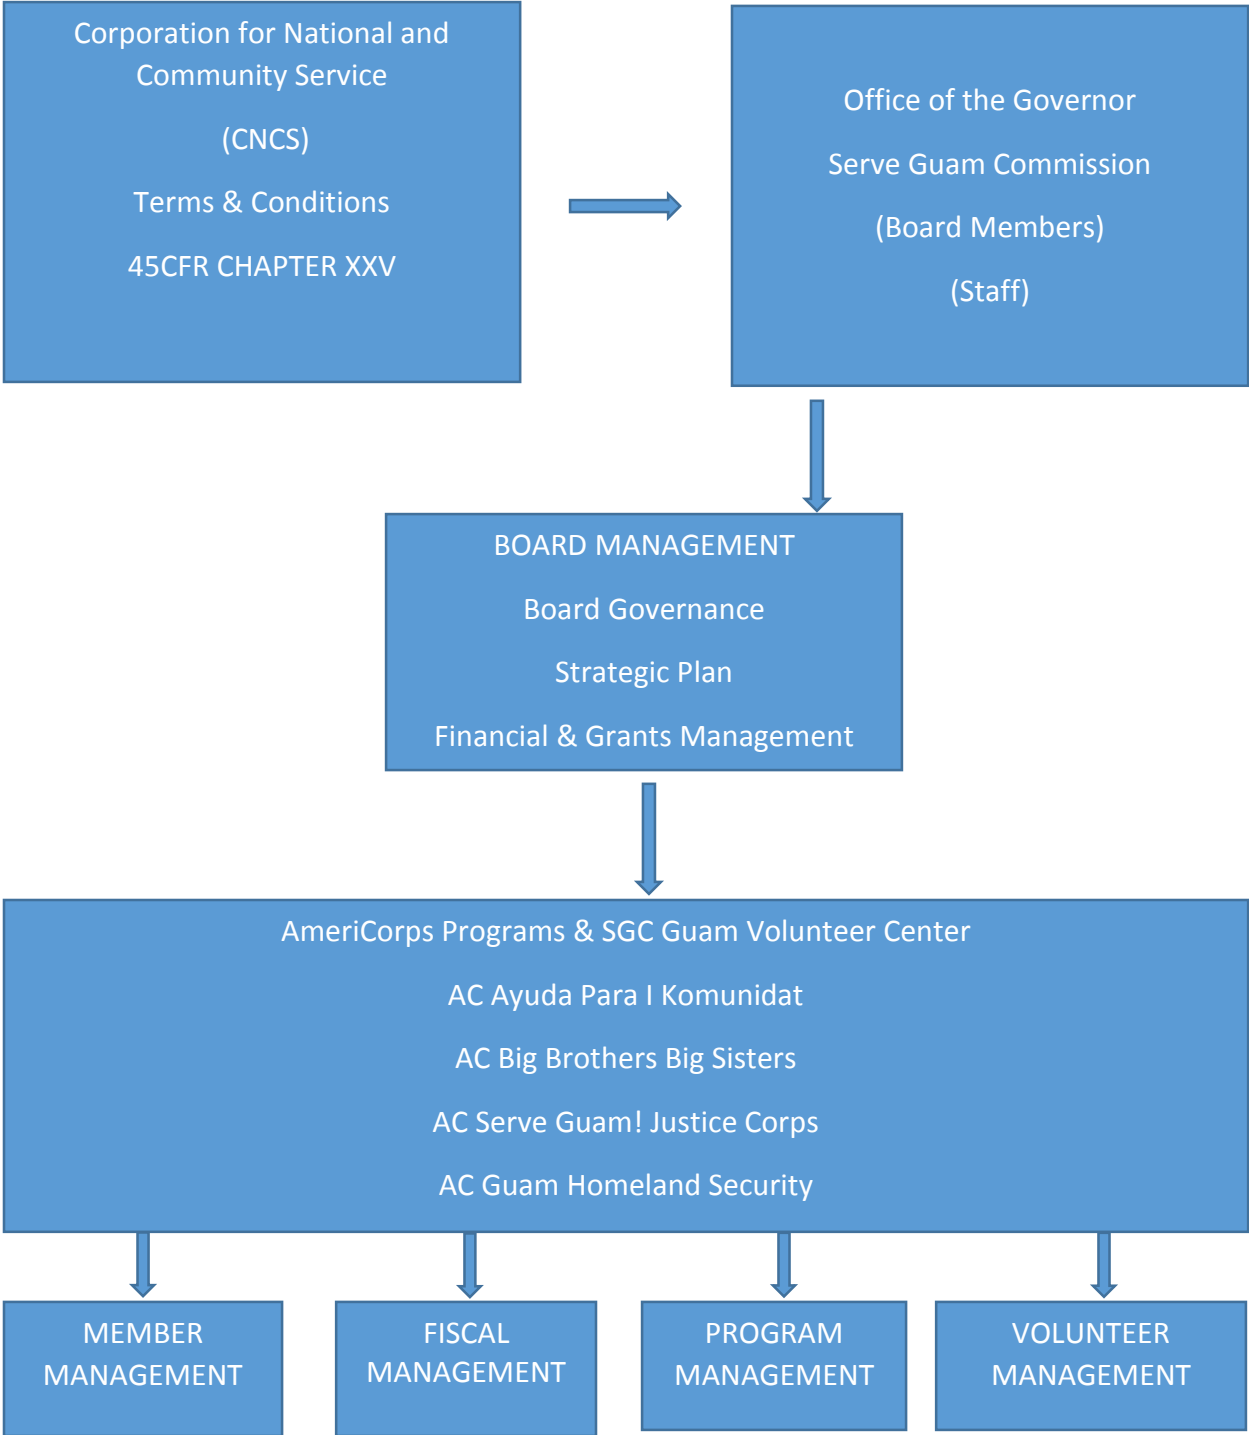 Corporation for National and
Community Service
(CNCS)
Terms & Conditions
45CFR CHAPTER XXV
Office of the Governor
Serve Guam Commission
(Board Members)
(Staff)
BOARD MANAGEMENT
Board Governance
Strategic Plan
Financial & Grants Management
AmeriCorps Programs & SGC Guam Volunteer Center
AC Ayuda Para I Komunidat
AC Big Brothers Big Sisters
AC Serve Guam! Justice Corps
AC Guam Homeland Security
MEMBER
MANAGEMENT
FISCAL
MANAGEMENT
PROGRAM
MANAGEMENT
VOLUNTEER
MANAGEMENT